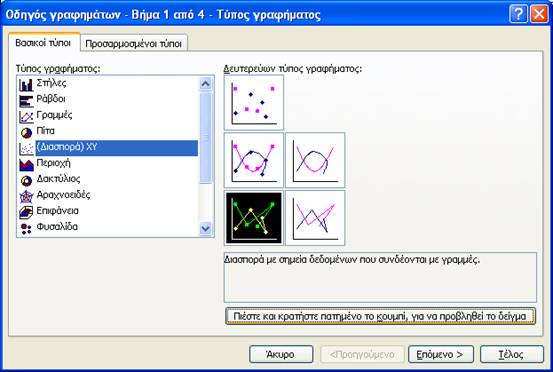 Οδηγός γραφημάτων - Βήμα 1 από 4 - Τύπος γραφήματος
Βασικοί τύποι
Προσαρμοσμένοι τύποι
Τύπος γραφήματος:
Στήλες
Ράβδοι
Γραμμές
Πίτα
(Διασπορά) XY
Περιοχή
Δακτύλιος
Αραχνοειδές
Επιφάνεια
Φυσαλίδα
Δευτερεύων τύπος γραφήματος:
Διασπορά με σημεία δεδομένων που συνδέονται με γραμμές.
Πιέστε και κρατήστε πατημένο το κουμπί, για να προβληθεί το δείγμα
Άκυρο
<Προηγούμενο
Επόμενο >
Τέλος